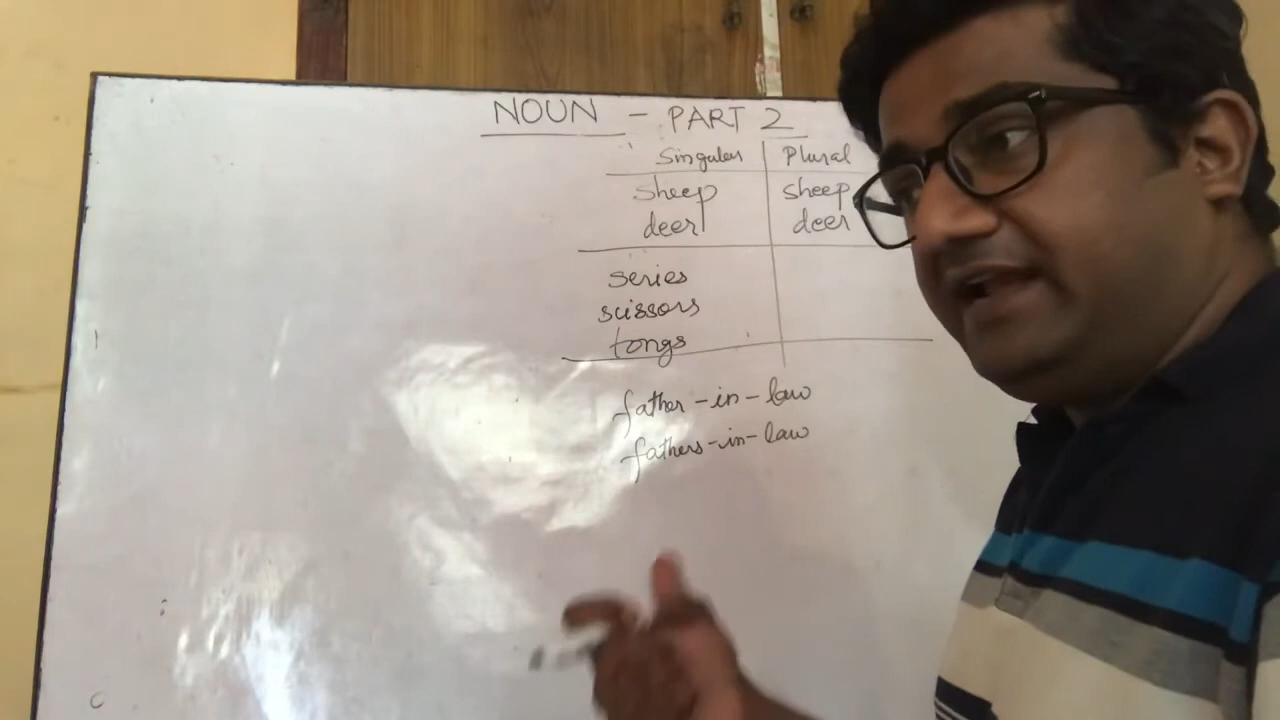 NOUN - PART 2
Singular Plural
sheep sheep
deer deer
series
scissors
tongs
father-in-law
fathers-in-law